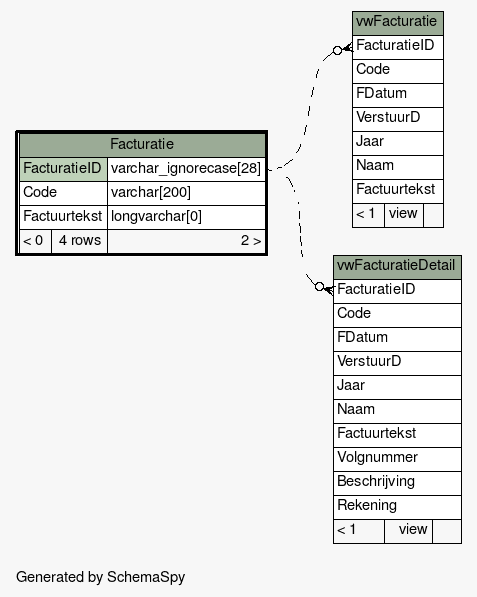 Facturatie
FacturatieID varchar_ignorecase[28]
Code varchar[200]
Factuurtekst longvarchar[0]
< 0 4 rows 2 >
vwFacturatie
FacturatieID
Code
FDatum
VerstuurD
Jaar
Naam
Factuurtekst
< 1 view
vwFacturatieDetail
FacturatieID
Code
FDatum
VerstuurD
Jaar
Naam
Factuurtekst
Volgnummer
Beschrijving
Rekening
< 1 view
Generated by SchemaSpy